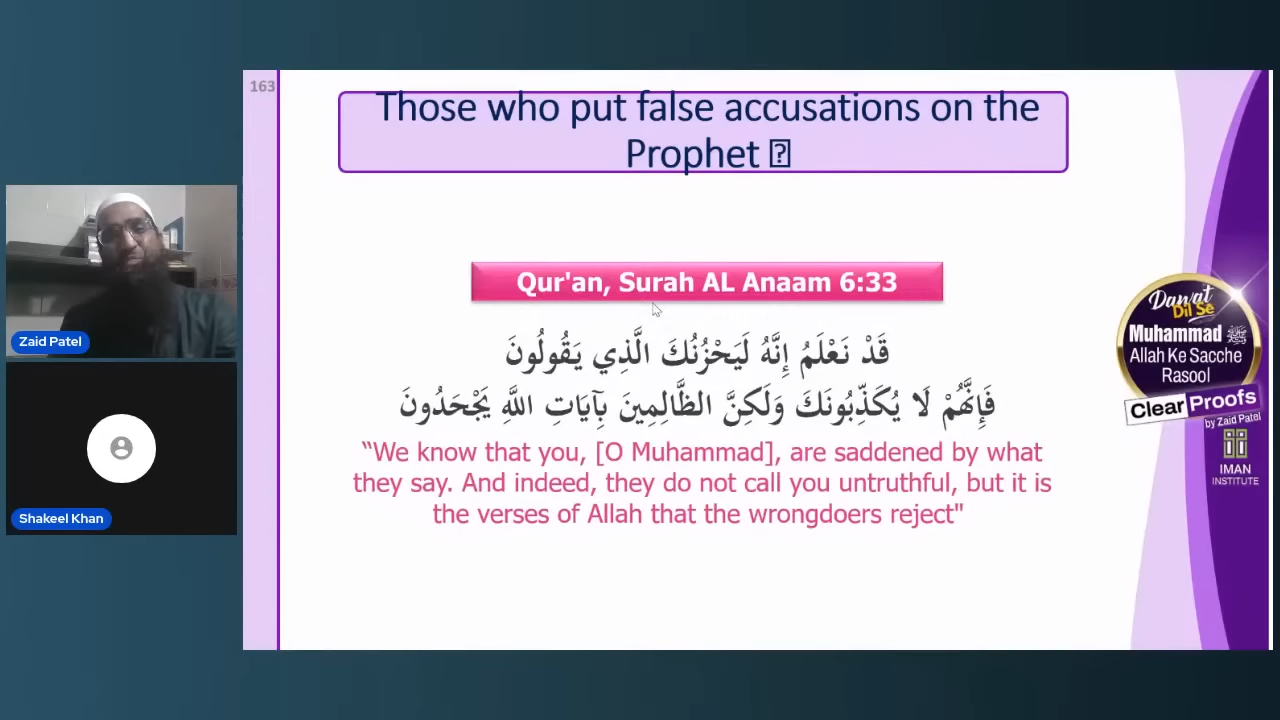 163
Those who put false accusations on the
Prophet
Qur'an, Surah AL Anaam 6:33
قَدْ نَعْلَمُ إِنَّهُ لَيَحْزُنُكَ الَّذِي يَقُولُونَ
فَإِنَّهُمْ لَا يُكَذِّبُونَكَ وَلَكِنَّ الظَّالِمِينَ بِآيَاتِ اللَّهِ يَجْحَدُونَ
“We know that you, [O Muhammad], are saddened by what
they say. And indeed, they do not call you untruthful, but it is
the verses of Allah that the wrongdoers reject"
Zaid Patel
Shakeel Khan
Dawat
Dil Se
Muhammad ﷺ
Allah Ke Sacche
Rasool
Clear Proofs
by Zaid Patel
IMAN
INSTITUTE